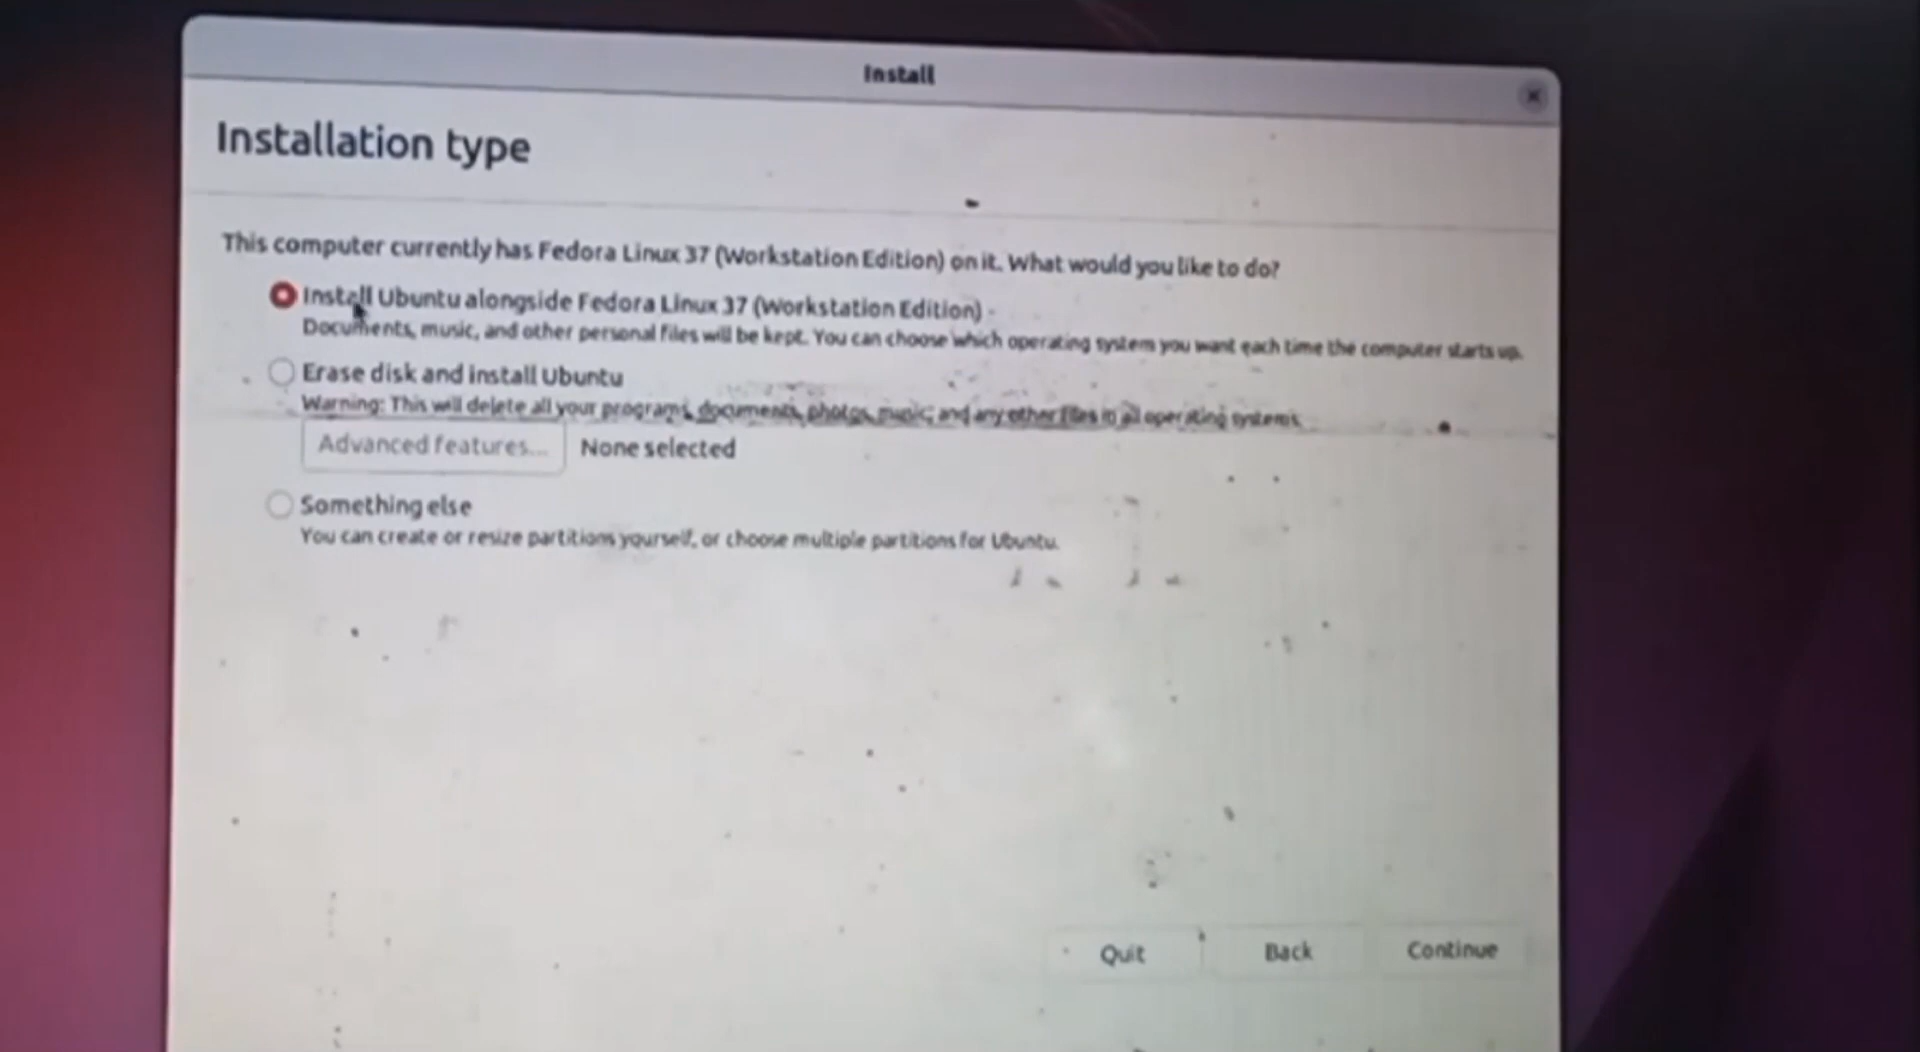 Install
Installation type
This computer currently has Fedora Linux 37 (Workstation Edition) on it. What would you like to do?
Install Ubuntu alongside Fedora Linux 37 (Workstation Edition)
Documents, music, and other personal files will be kept. You can choose which operating system you want each time the computer starts up.
Erase disk and install Ubuntu
Warning: This will delete all your programs, documents, photos, music, and any other files in all operating systems.
Advanced features... None selected
Something else
You can create or resize partitions yourself, or choose multiple partitions for Ubuntu.
Quit Back Continue